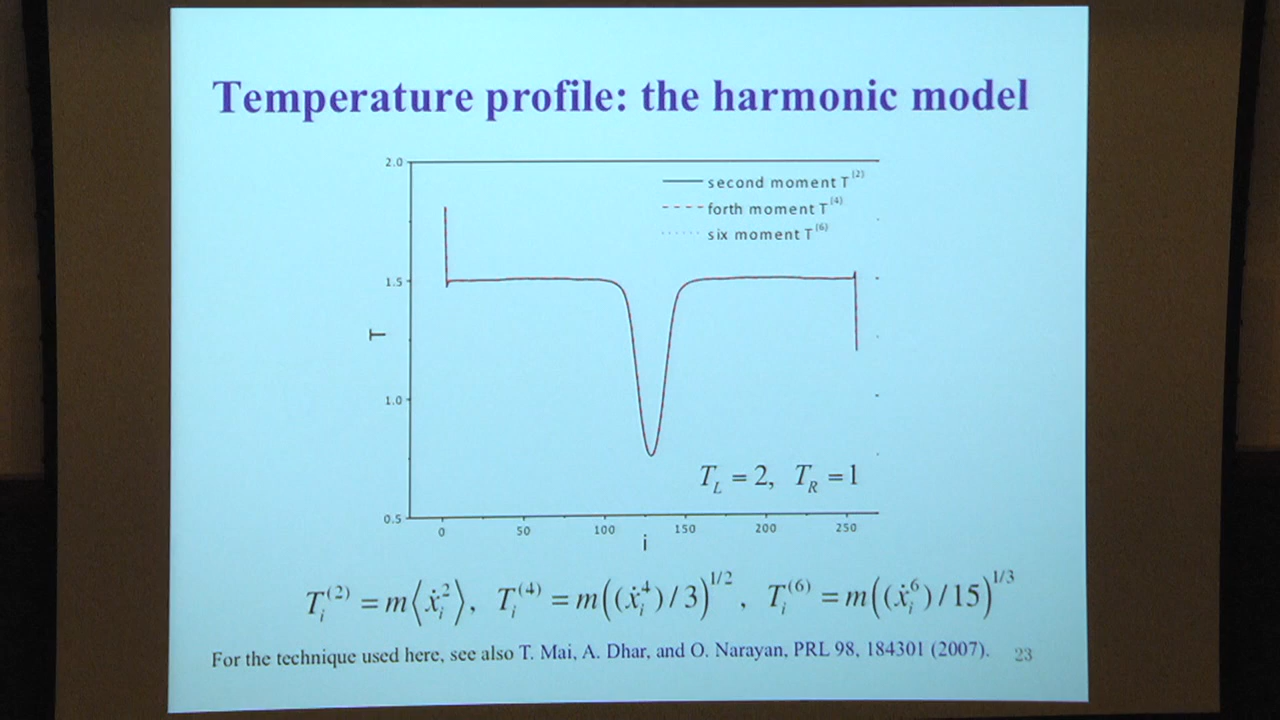 Temperature profile: the harmonic model
2.0
second moment T^(2)
forth moment T^(4)
six moment T^(6)
1.5
T
1.0
T_L = 2, T_R = 1
0.5
0 50 100 150 200 250
i
T_i^(2) = m⟨ẋ_i^2⟩, T_i^(4) = m((ẋ_i^4)/3)^1/2, T_i^(6) = m((ẋ_i^6)/15)^1/3
For the technique used here, see also T. Mai, A. Dhar, and O. Narayan, PRL 98, 184301 (2007). 23